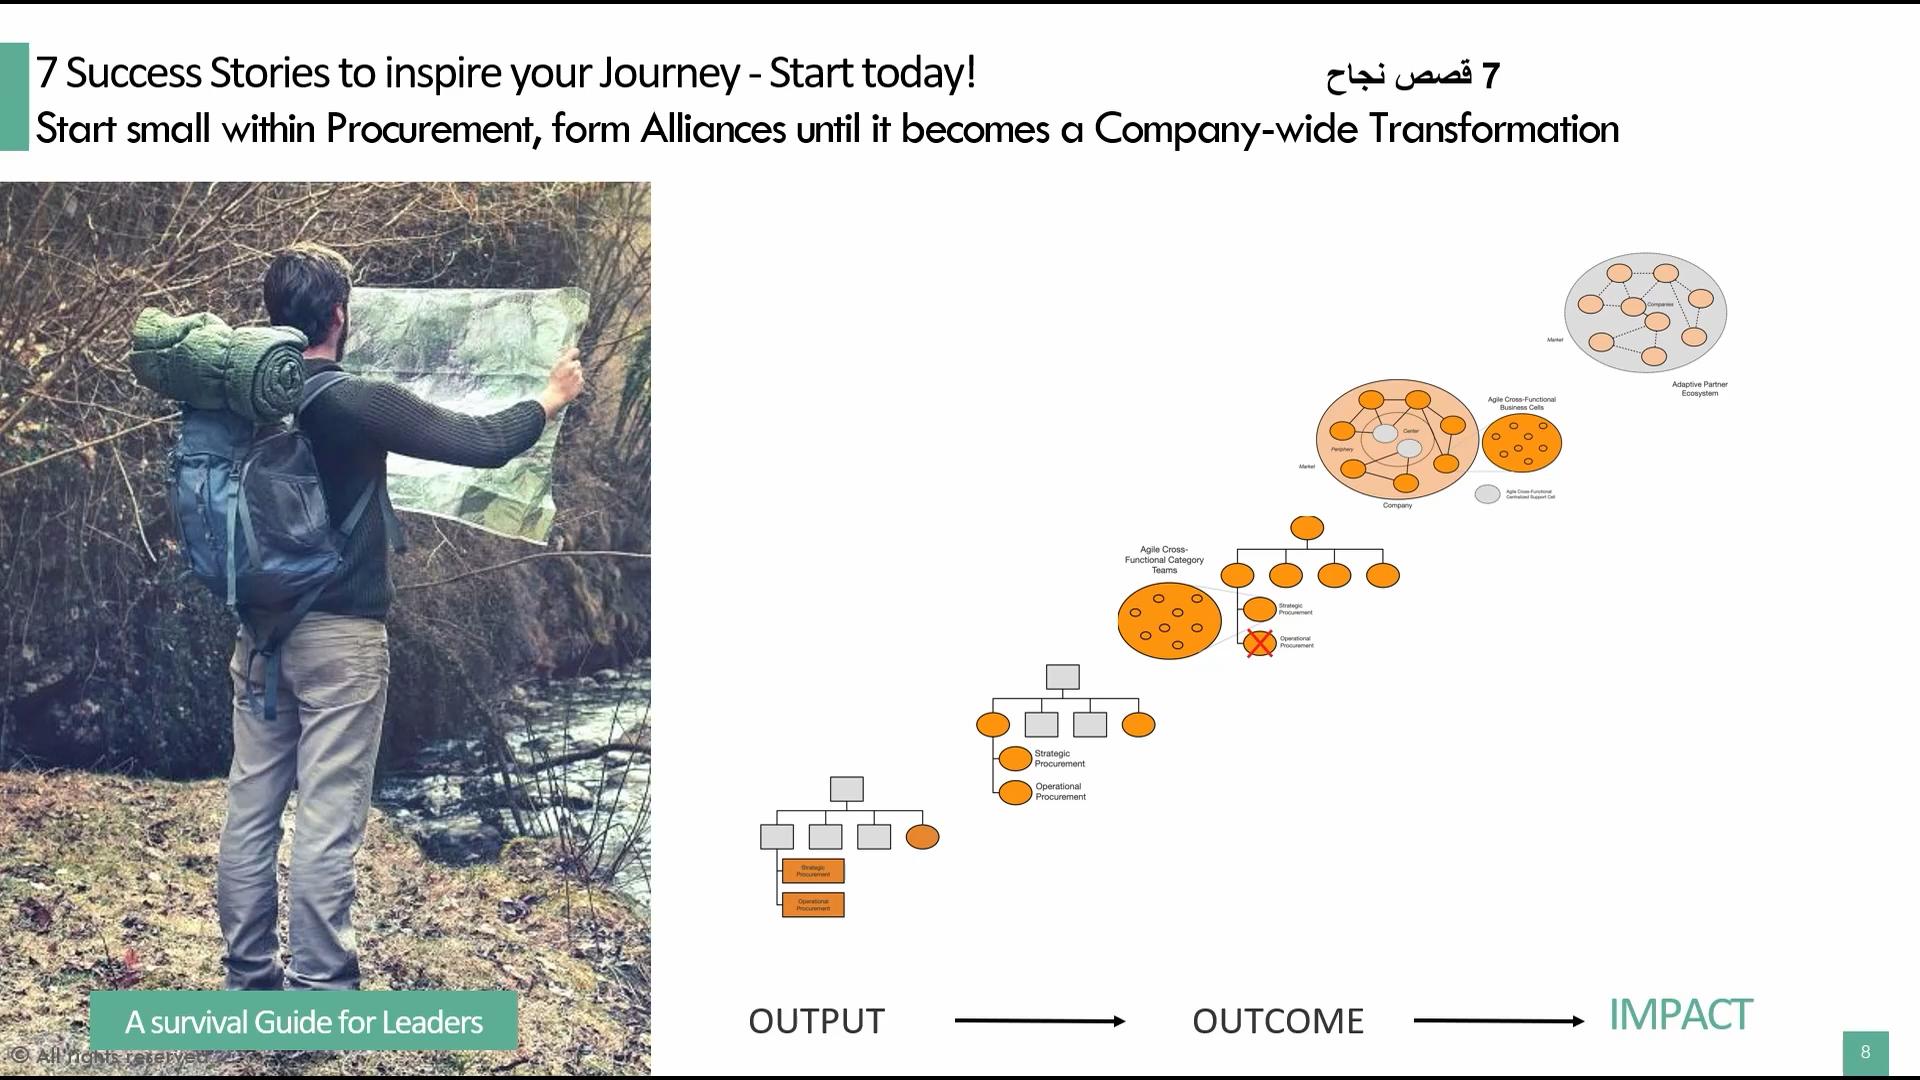 7 Success Stories to inspire your Journey - Start today!
7 قصص نجاح
Start small within Procurement, form Alliances until it becomes a Company-wide Transformation
Companies
Market
Adaptive Partner
Ecosystem
Agile Cross-Functional
Business Cells
Center
Periphery
Market
Agile Cross-Functional
Centralized Support Cell
Company
Agile Cross-
Functional Category
Teams
Strategic
Procurement
Operational
Procurement
Strategic
Procurement
Operational
Procurement
Strategic
Procurement
Operational
Procurement
A survival Guide for Leaders
© All rights reserved
OUTPUT
OUTCOME
IMPACT
8